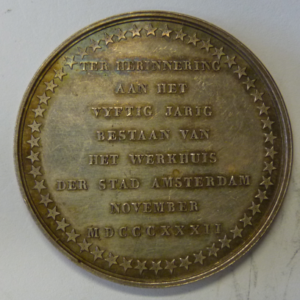 TER HERINNERING
AAN HET
VYFTIG JARIG
BESTAAN VAN
HET WERKHUIS
DER STAD AMSTERDAM
NOVEMBER
MDCCCXXXII